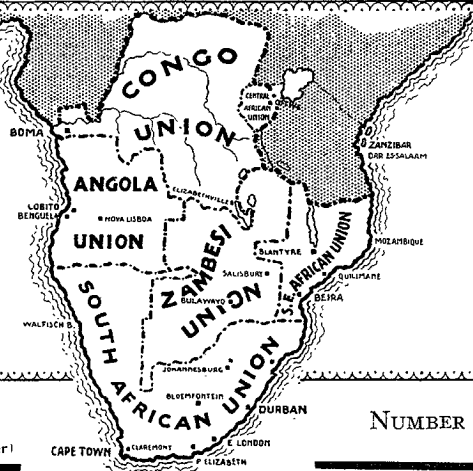 CONGO
UNION
CENTRAL
AFRICAN
UNION
BOMA
ZANZIBAR
DAR ES-SALAAM
ANGOLA
UNION
ELIZABETHVILLE
LOBITO
BENGUELA
NOVA LISBOA
ZAMBESI
UNION
BLANTYRE
SALISBURY
BULAWAYO
S.E. AFRICAN UNION
MOZAMBIQUE
QUILIMANE
BEIRA
WALFISCH B.
SOUTH AFRICAN UNION
JOHANNESBURG
BLOEMFONTEIN
DURBAN
E LONDON
CAPE TOWN
CLAREMONT
ELIZABETH
NUMBER
er)